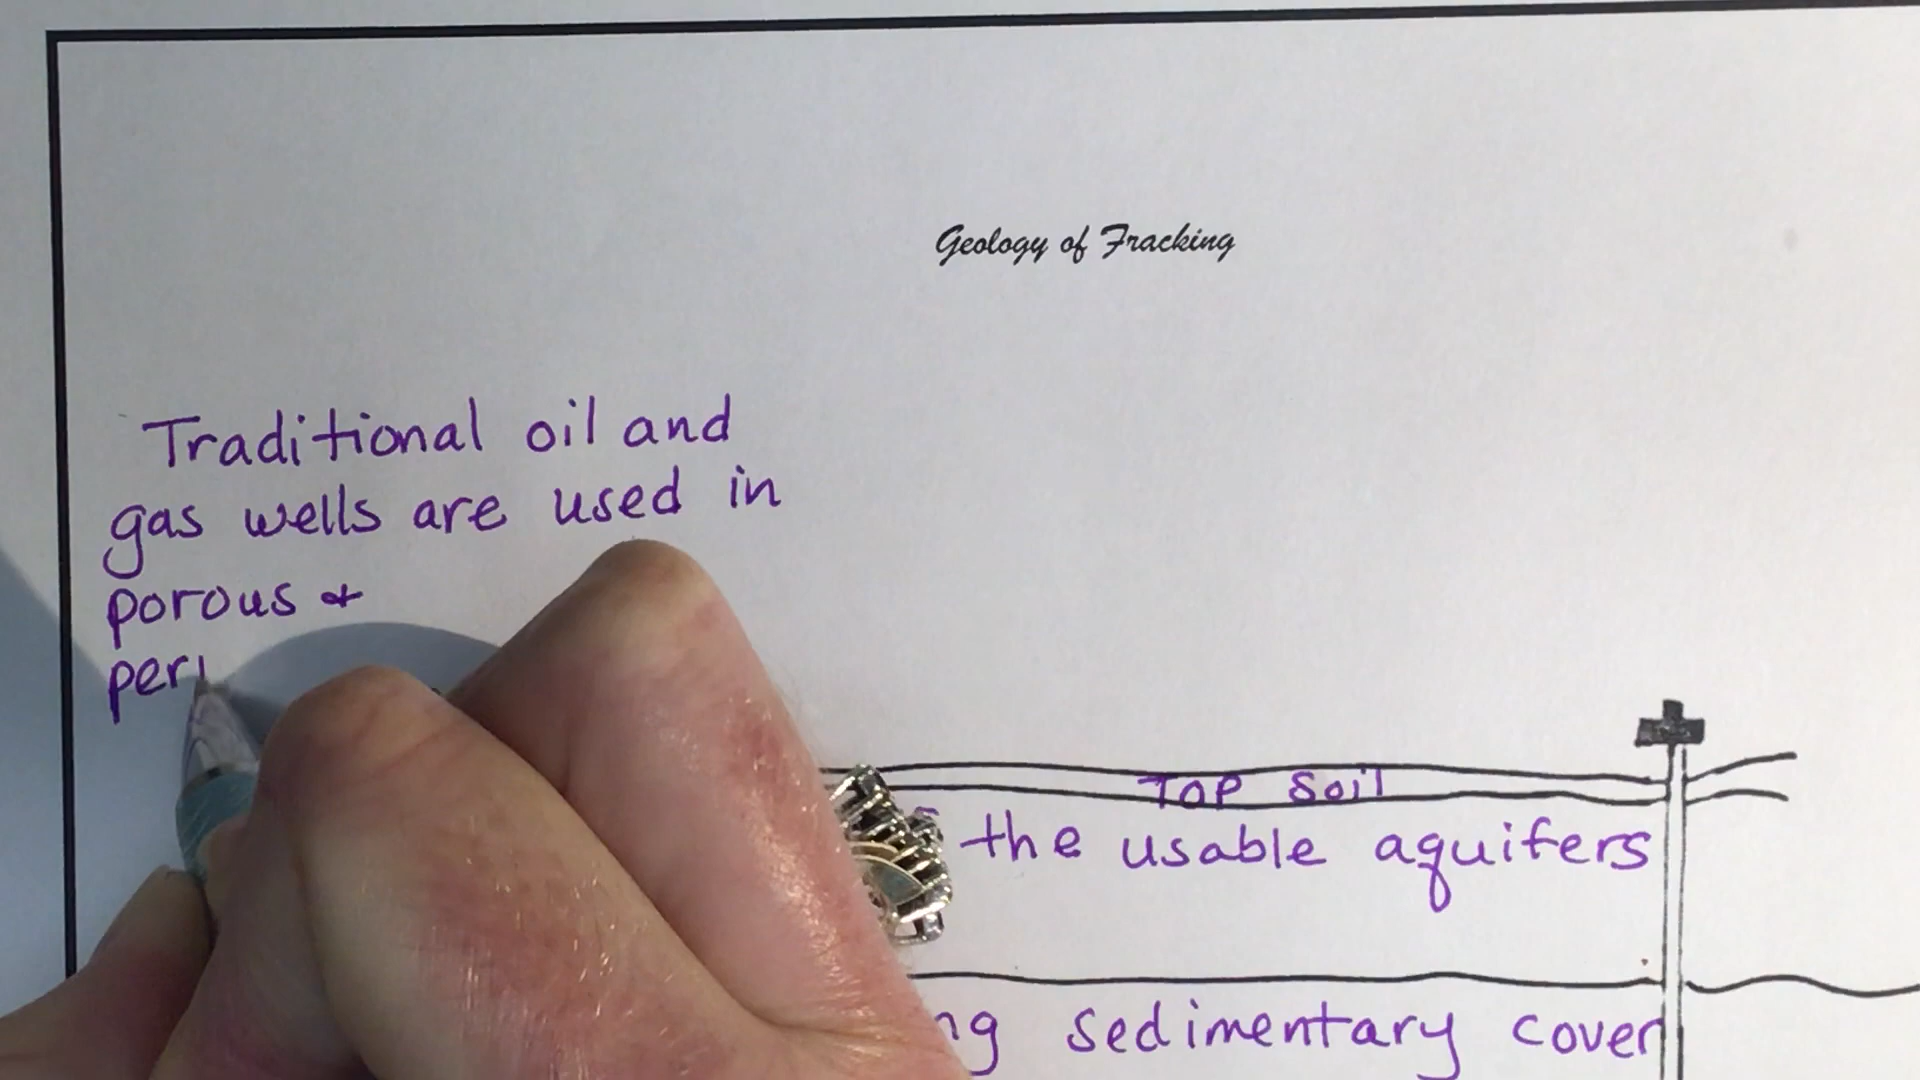 Geology of Fracking
Traditional oil and
gas wells are used in
porous +
per
TOP Soil
the usable aquifers
sedimentary cover